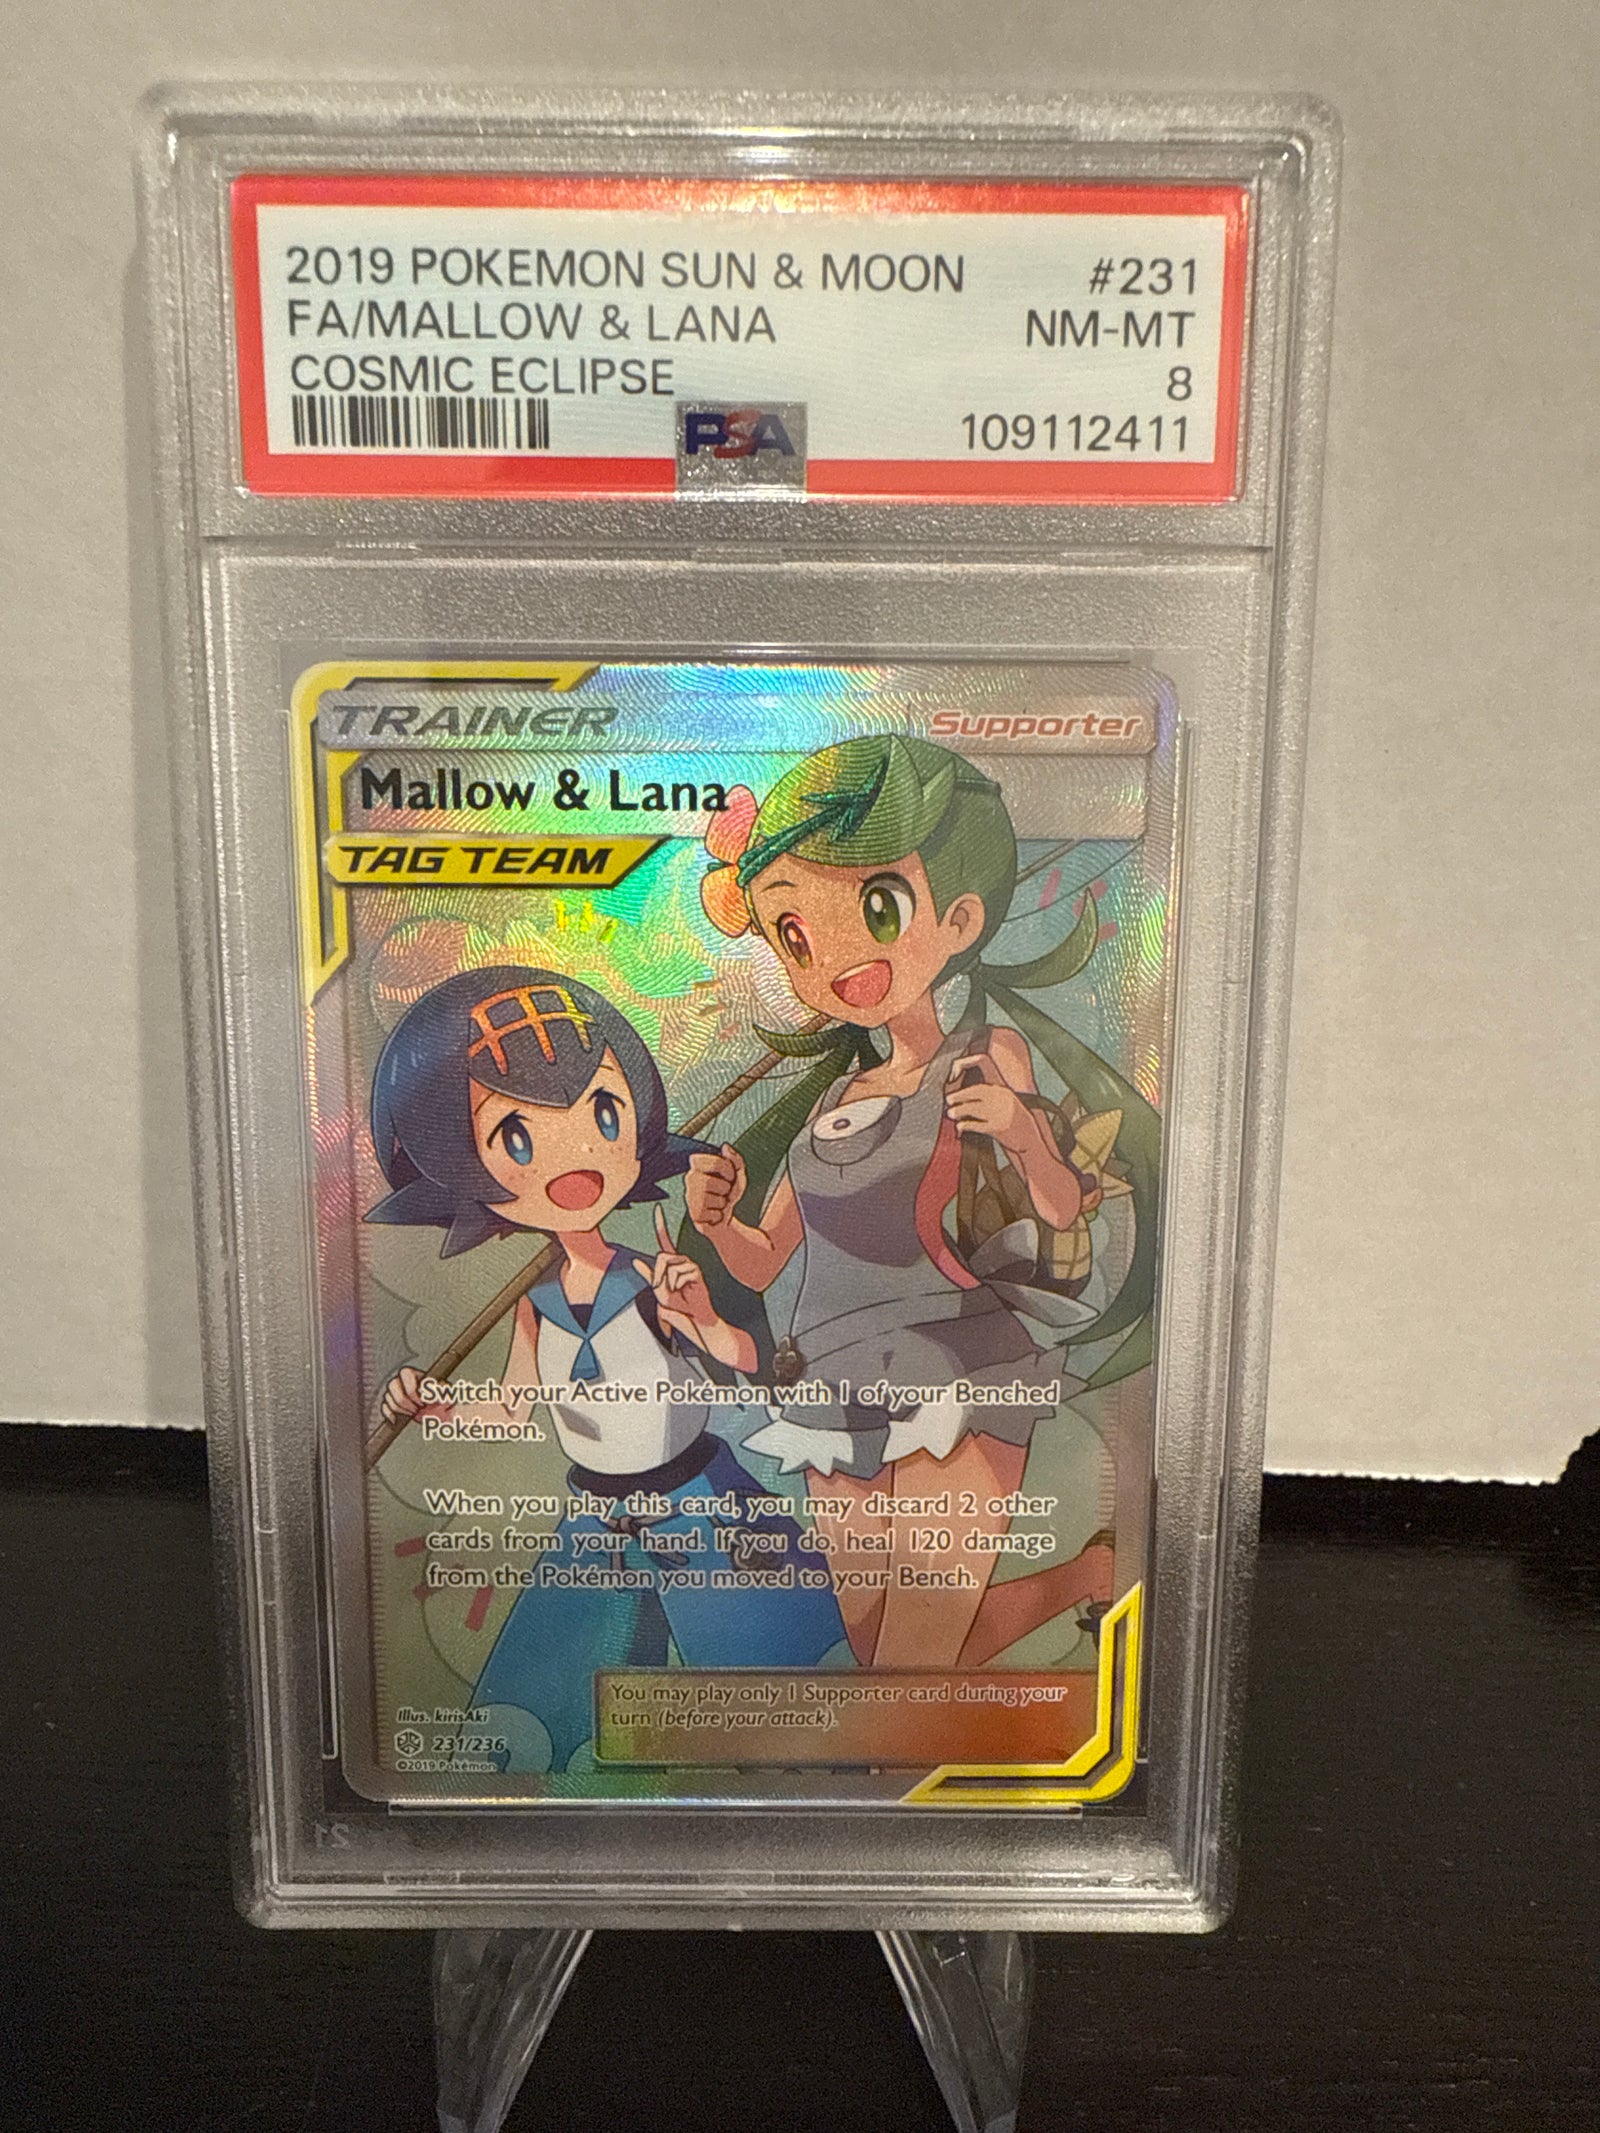 2019 POKEMON SUN & MOON #231
FA/MALLOW & LANA NM-MT
COSMIC ECLIPSE 8
PSA 109112411
TRAINER Supporter
Mallow & Lana
TAG TEAM
Switch your Active Pokémon with 1 of your Benched
Pokémon.
When you play this card, you may discard 2 other
cards from your hand. If you do, heal 120 damage
from the Pokémon you moved to your Bench.
You may play only 1 Supporter card during your
turn (before your attack).
Illus. kirisAki
231/236
©2019 Pokémon
21